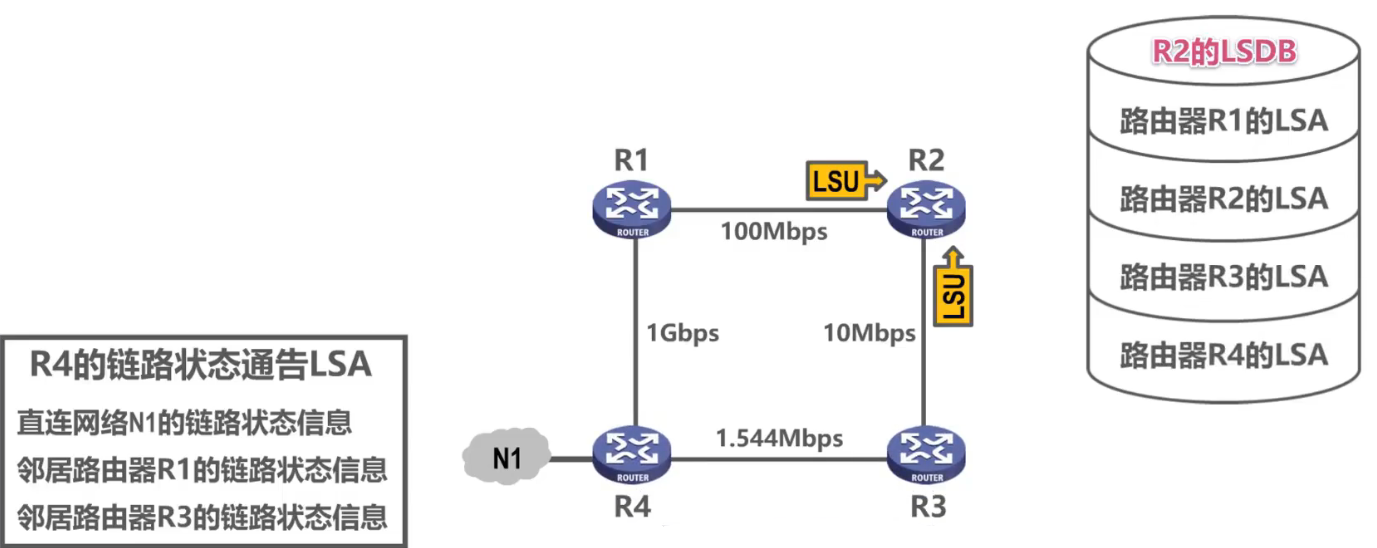 R2的LSDB
路由器R1的LSA
路由器R2的LSA
路由器R3的LSA
路由器R4的LSA
R1
LSU
R2
ROUTER
ROUTER
100Mbps
LSU
1Gbps
10Mbps
R4的链路状态通告LSA
直连网络N1的链路状态信息
邻居路由器R1的链路状态信息
邻居路由器R3的链路状态信息
N1
1.544Mbps
ROUTER
ROUTER
R4
R3